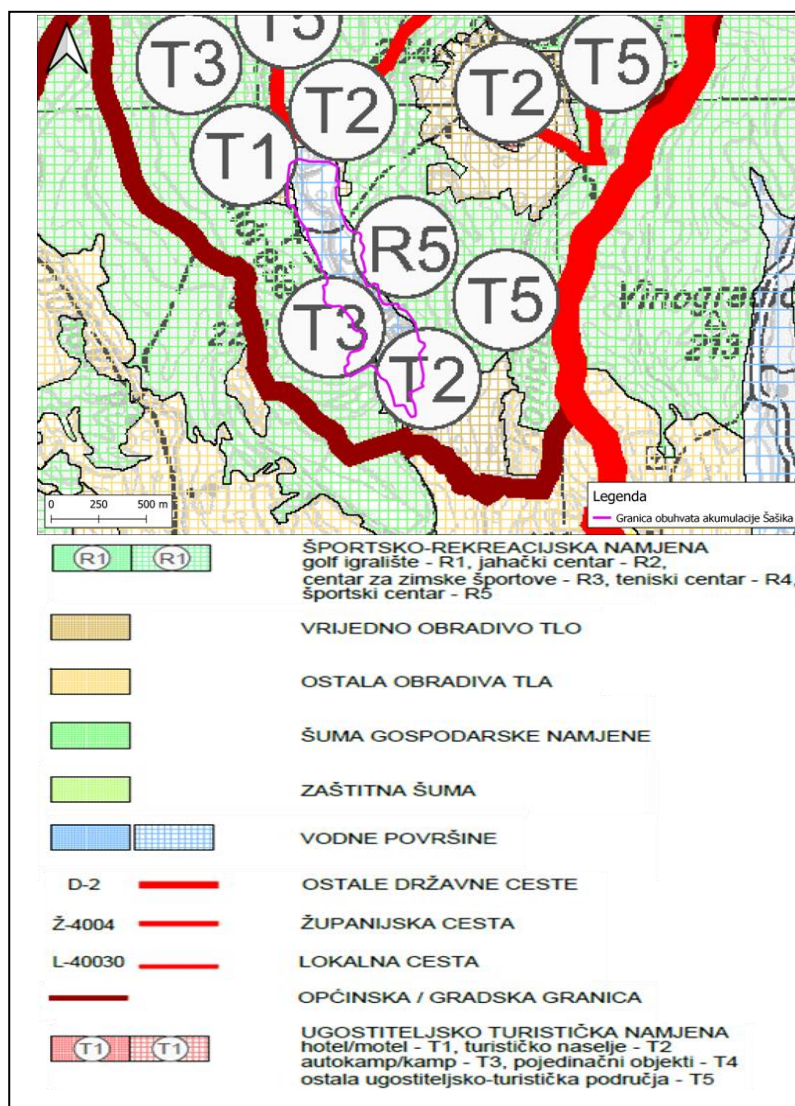 T5
T3
T2
T2
T5
T1
R5
T5
T3
T2
213
0 250 500 m
Legenda
Granica obuhvata akumulacije Šašika
R1 R1
ŠPORTSKO-REKREACIJSKA NAMJENA
golf igralište - R1, jahački centar - R2,
centar za zimske športove - R3, teniski centar - R4,
športski centar - R5
VRIJEDNO OBRADIVO TLO
OSTALA OBRADIVA TLA
ŠUMA GOSPODARSKE NAMJENE
ZAŠTITNA ŠUMA
VODNE POVRŠINE
D-2 OSTALE DRŽAVNE CESTE
Ž-4004 ŽUPANIJSKA CESTA
L-40030 LOKALNA CESTA
OPĆINSKA / GRADSKA GRANICA
T1 T1
UGOSTITELJSKO TURISTIČKA NAMJENA
hotel/motel - T1, turističko naselje - T2
autokamp/kamp - T3, pojedinačni objekti - T4
ostala ugostiteljsko-turistička područja - T5